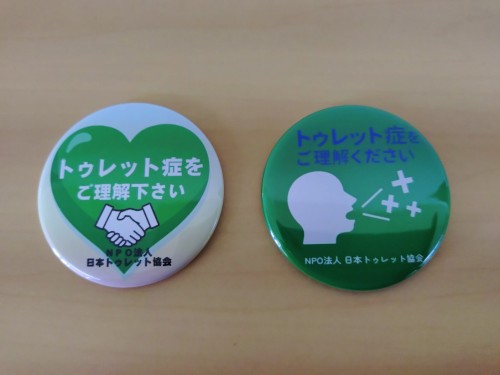 トゥレット症を
ご理解下さい
NPO法人
日本トゥレット協会
トゥレット症を
ご理解ください
NPO法人 日本トゥレット協会